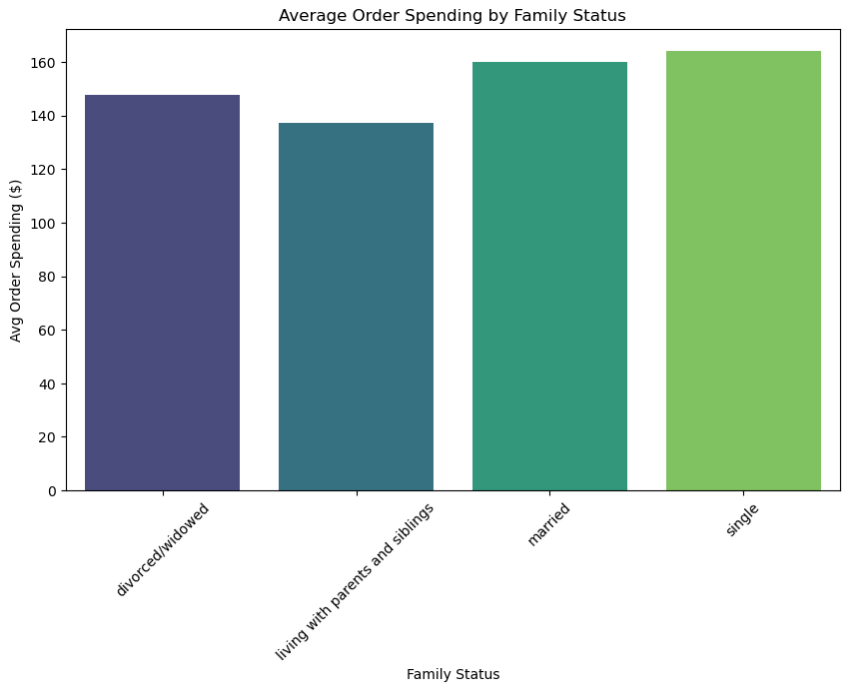 Average Order Spending by Family Status
Avg Order Spending ($)
160
140
120
100
80
60
40
20
0
divorced/widowed
living with parents and siblings
married
single
Family Status